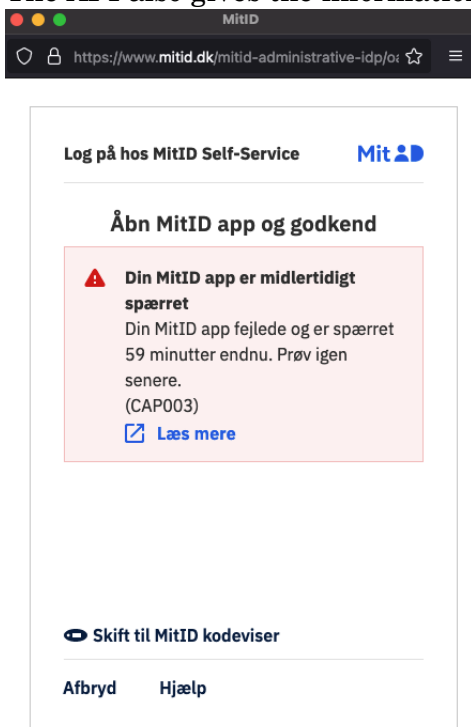 MitID
https://www.mitid.dk/mitid-administrative-idp/
Log på hos MitID Self-Service
Mit
Åbn MitID app og godkend
Din MitID app er midlertidigt
spærret
Din MitID app fejlede og er spærret
59 minutter endnu. Prøv igen
senere.
(CAP003)
Læs mere
Skift til MitID kodeviser
Afbryd Hjælp